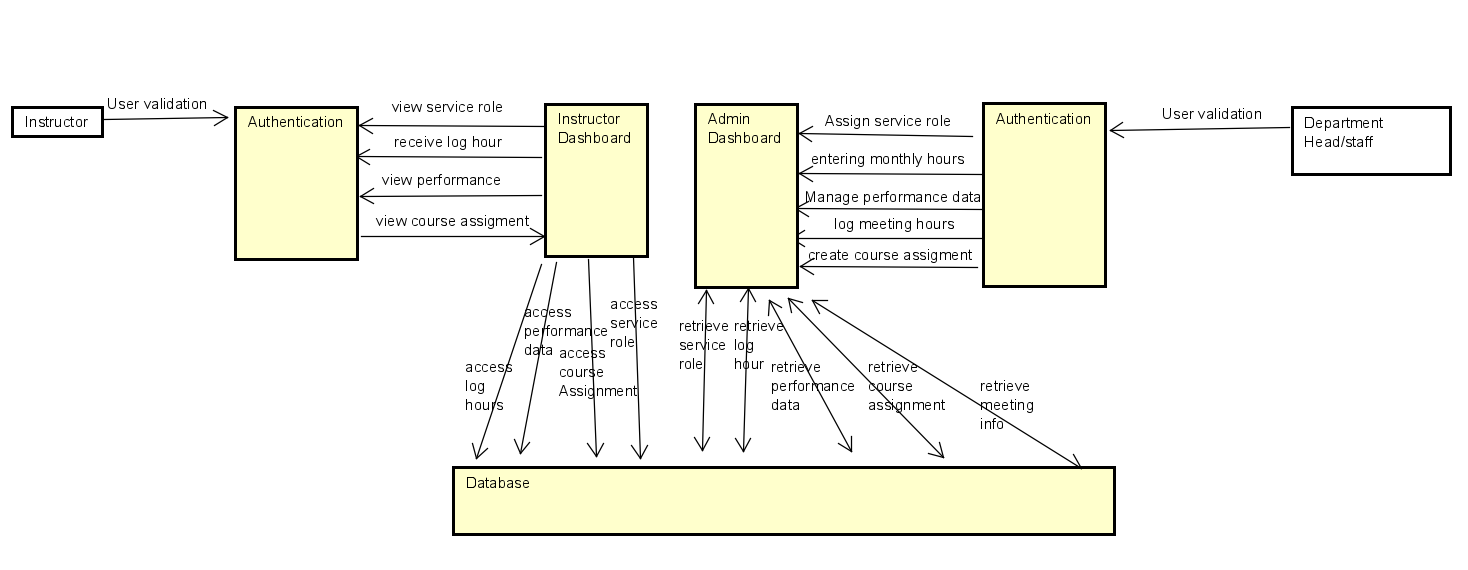 Instructor
User validation
Authentication
view service role
receive log hour
view performance
view course assigment
Instructor
Dashboard
Admin
Dashboard
Assign service role
entering monthly hours
Manage performance data
log meeting hours
create course assigment
Authentication
User validation
Department
Head/staff
access
log
hours
access
performance
data
access
course
Assignment
access
service
role
retrieve
service
role
retrieve
log
hour
retrieve
performance
data
retrieve
course
assignment
retrieve
meeting
info
Database